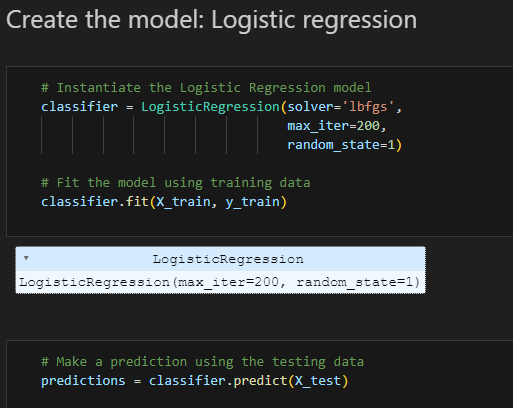 Create the model: Logistic regression
# Instantiate the Logistic Regression model
classifier = LogisticRegression(solver='lbfgs',
max_iter=200,
random_state=1)
# Fit the model using training data
classifier.fit(X_train, y_train)
LogisticRegression
LogisticRegression(max_iter=200, random_state=1)
# Make a prediction using the testing data
predictions = classifier.predict(X_test)